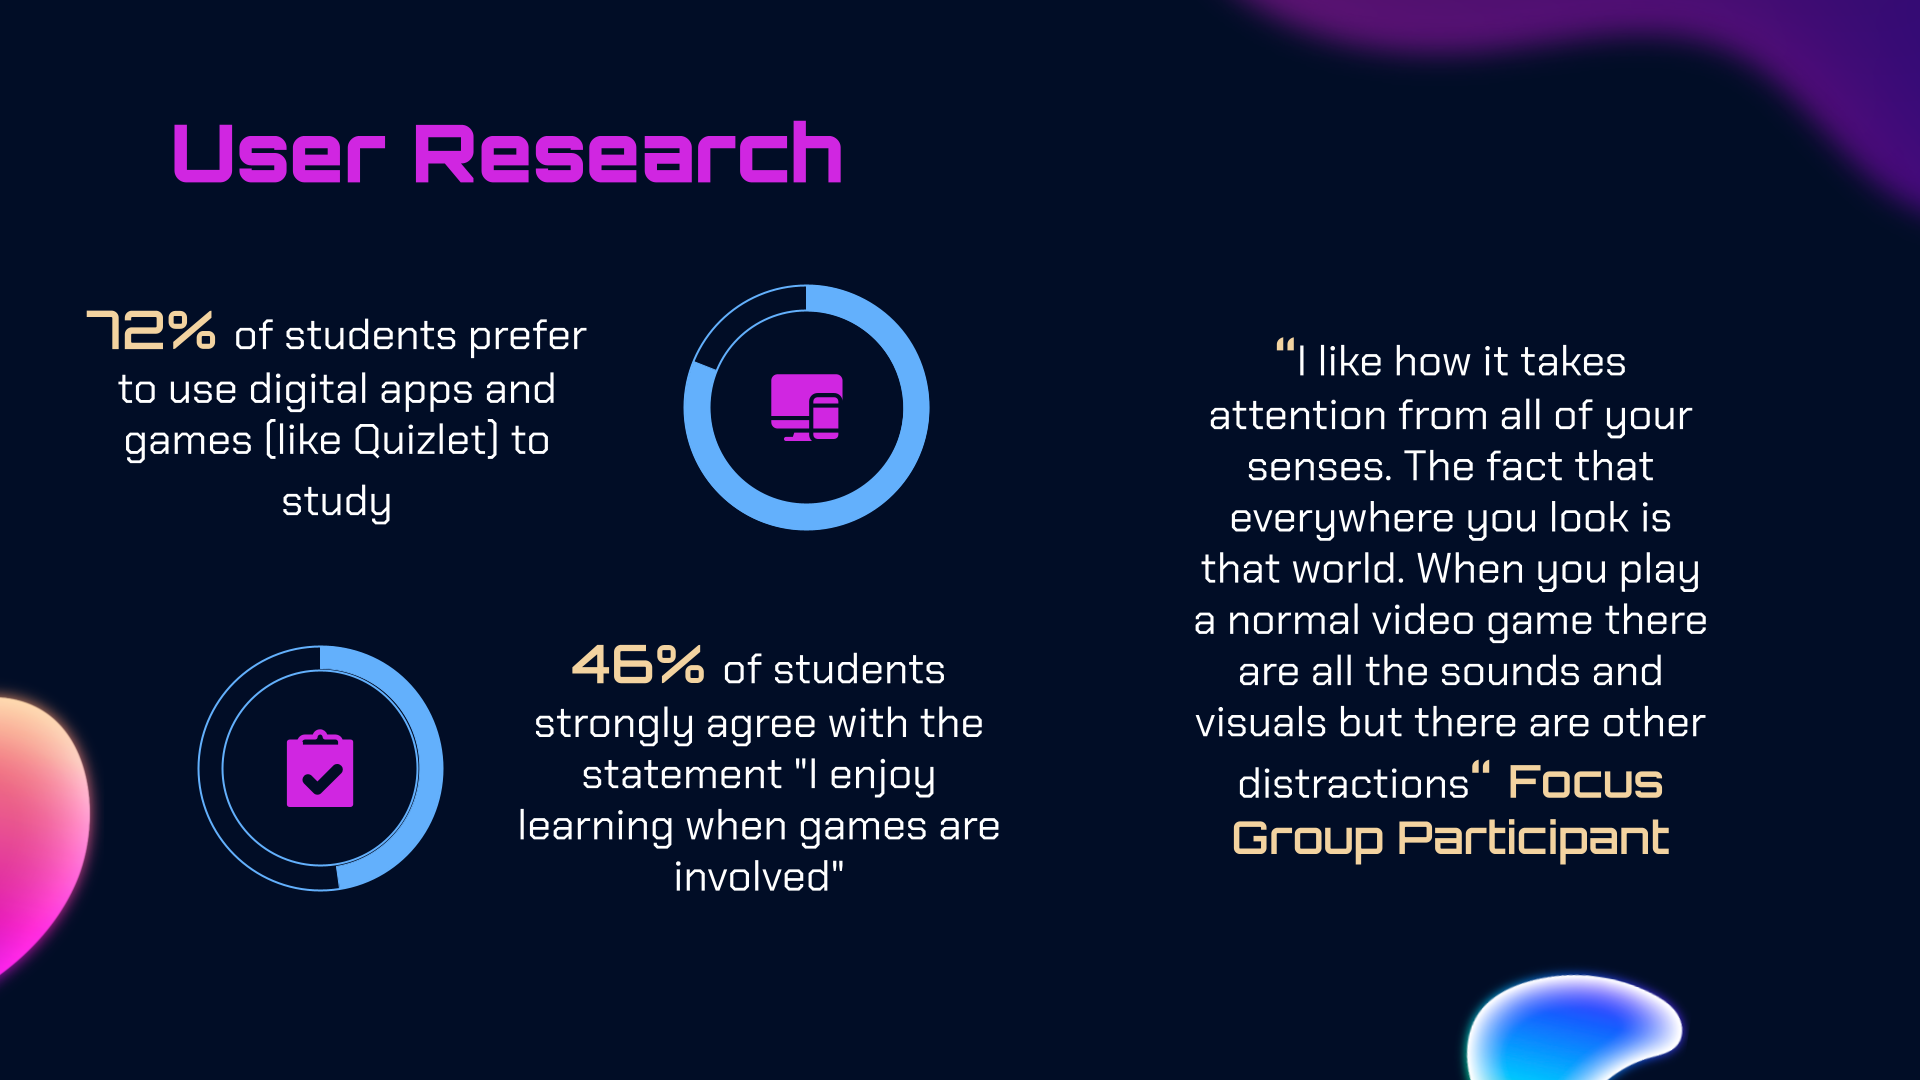 User Research
72% of students prefer
to use digital apps and
games (like Quizlet) to
study
46% of students
strongly agree with the
statement "I enjoy
learning when games are
involved"
“I like how it takes
attention from all of your
senses. The fact that
everywhere you look is
that world. When you play
a normal video game there
are all the sounds and
visuals but there are other
distractions“ Focus
Group Participant